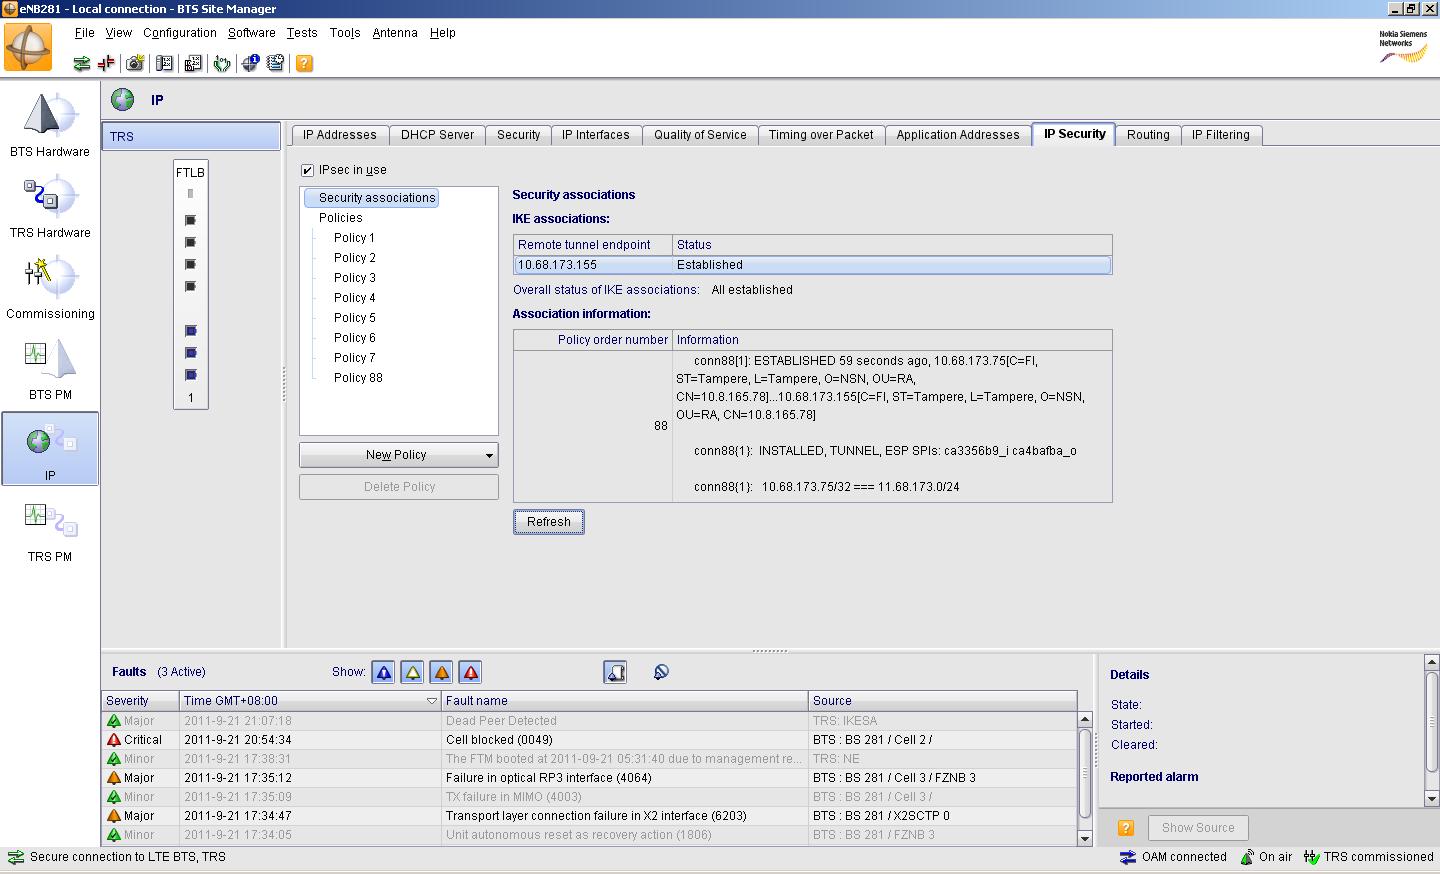 eNB281 - Local connection - BTS Site Manager
File View Configuration Software Tests Tools Antenna Help
Nokia Siemens
Networks
BTS Hardware
TRS Hardware
Commissioning
BTS PM
IP
TRS PM
IP
TRS
FTLB
1
IP Addresses DHCP Server Security IP Interfaces Quality of Service Timing over Packet Application Addresses IP Security Routing IP Filtering
IPsec in use
Security associations
Policies
Policy 1
Policy 2
Policy 3
Policy 4
Policy 5
Policy 6
Policy 7
Policy 88
New Policy
Delete Policy
Security associations
IKE associations:
Remote tunnel endpoint Status
10.68.173.155 Established
Overall status of IKE associations: All established
Association information:
Policy order number Information
conn88[1]: ESTABLISHED 59 seconds ago, 10.68.173.75[C=FI,
ST=Tampere, L=Tampere, O=NSN, OU=RA,
CN=10.8.165.78]...10.68.173.155[C=FI, ST=Tampere, L=Tampere, O=NSN,
OU=RA, CN=10.8.165.78]
88
conn88{1}: INSTALLED, TUNNEL, ESP SPIs: ca3356b9_i ca4bafba_o
conn88{1}: 10.68.173.75/32 === 11.68.173.0/24
Refresh
Faults (3 Active) Show:
Severity Time GMT+08:00 Fault name Source
Major 2011-9-21 21:07:18 Dead Peer Detected TRS: IKESA
Critical 2011-9-21 20:54:34 Cell blocked (0049) BTS : BS 281 / Cell 2 /
Minor 2011-9-21 17:38:31 The FTM booted at 2011-09-21 05:31:40 due to management re... TRS: NE
Major 2011-9-21 17:35:12 Failure in optical RP3 interface (4064) BTS : BS 281 / Cell 3 / FZNB 3
Minor 2011-9-21 17:35:09 TX failure in MIMO (4003) BTS : BS 281 / Cell 3 /
Major 2011-9-21 17:34:47 Transport layer connection failure in X2 interface (6203) BTS : BS 281 / X2SCTP 0
Minor 2011-9-21 17:34:05 Unit autonomous reset as recovery action (1806) BTS : BS 281 / FZNB 3
Details
State:
Started:
Cleared:
Reported alarm
Show Source
Secure connection to LTE BTS, TRS
OAM connected On air TRS commissioned